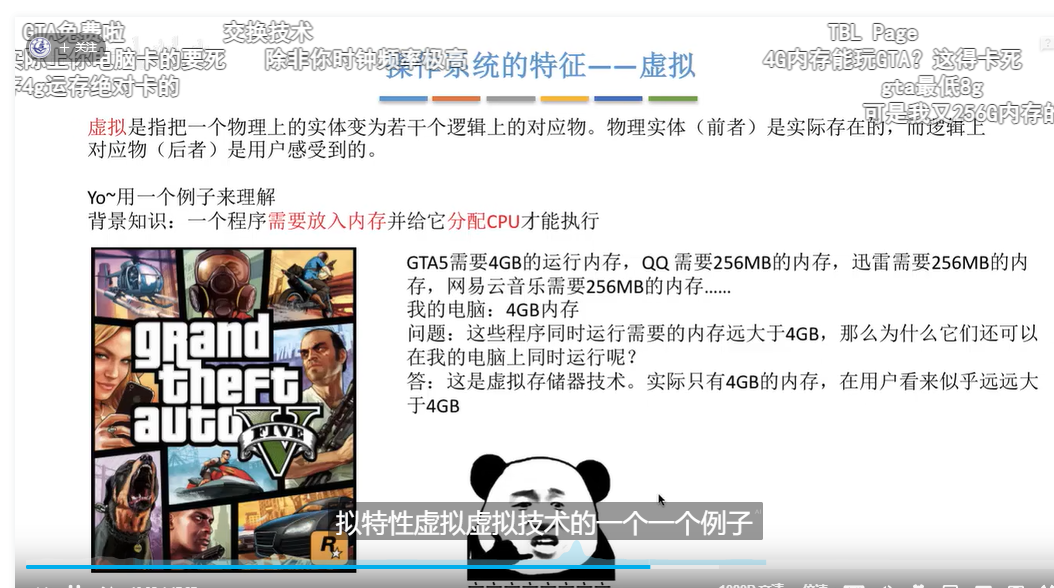 GTA免费啦
交换技术
TBL Page
+ 关注
你电脑卡的要死
除非你时钟频率极高
4G内存能玩GTA？这得卡死
操作系统的特征——虚拟
4g运存绝对卡的
gta最低8g
可是我又256G内存的
虚拟是指把一个物理上的实体变为若干个逻辑上的对应物。物理实体（前者）是实际存在的，而逻辑上
对应物（后者）是用户感受到的。
Yo~用一个例子来理解
背景知识：一个程序需要放入内存并给它分配CPU才能执行
GTA5需要4GB的运行内存，QQ 需要256MB的内存，迅雷需要256MB的内
存，网易云音乐需要256MB的内存……
我的电脑：4GB内存
问题：这些程序同时运行需要的内存远大于4GB，那么为什么它们还可以
在我的电脑上同时运行呢？
答：这是虚拟存储器技术。实际只有4GB的内存，在用户看来似乎远远大
于4GB
grand
theft
auto
FIVE
R
拟特性虚拟虚拟技术的一个一个例子